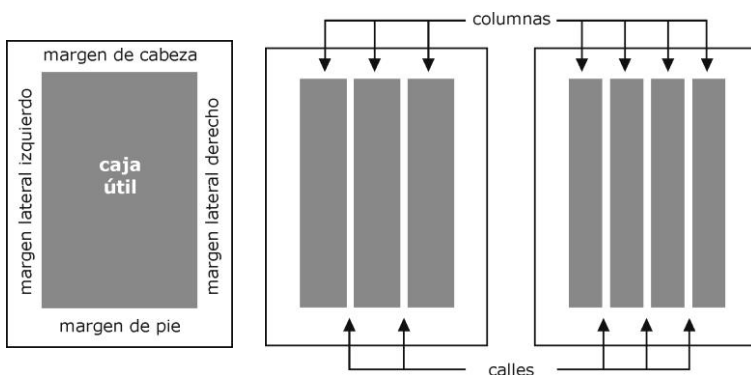 columnas
margen de cabeza
margen lateral izquierdo
caja
útil
margen lateral derecho
margen de pie
calles